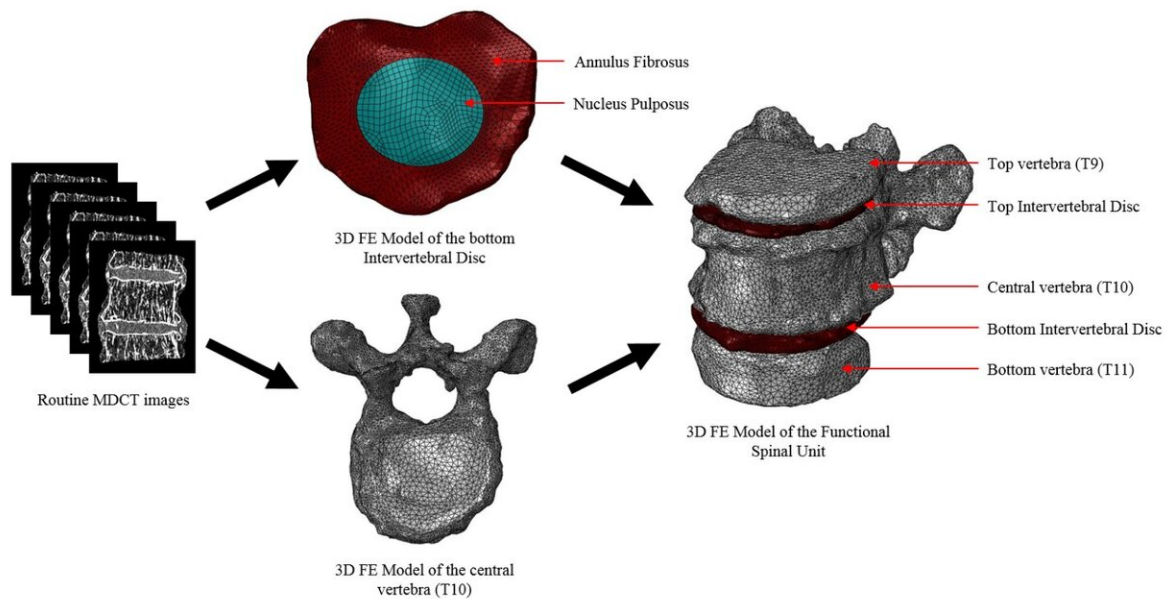 Annulus Fibrosus
Nucleus Pulposus
3D FE Model of the bottom
Intervertebral Disc
Routine MDCT images
3D FE Model of the central
vertebra (T10)
Top vertebra (T9)
Top Intervertebral Disc
Central vertebra (T10)
Bottom Intervertebral Disc
Bottom vertebra (T11)
3D FE Model of the Functional
Spinal Unit